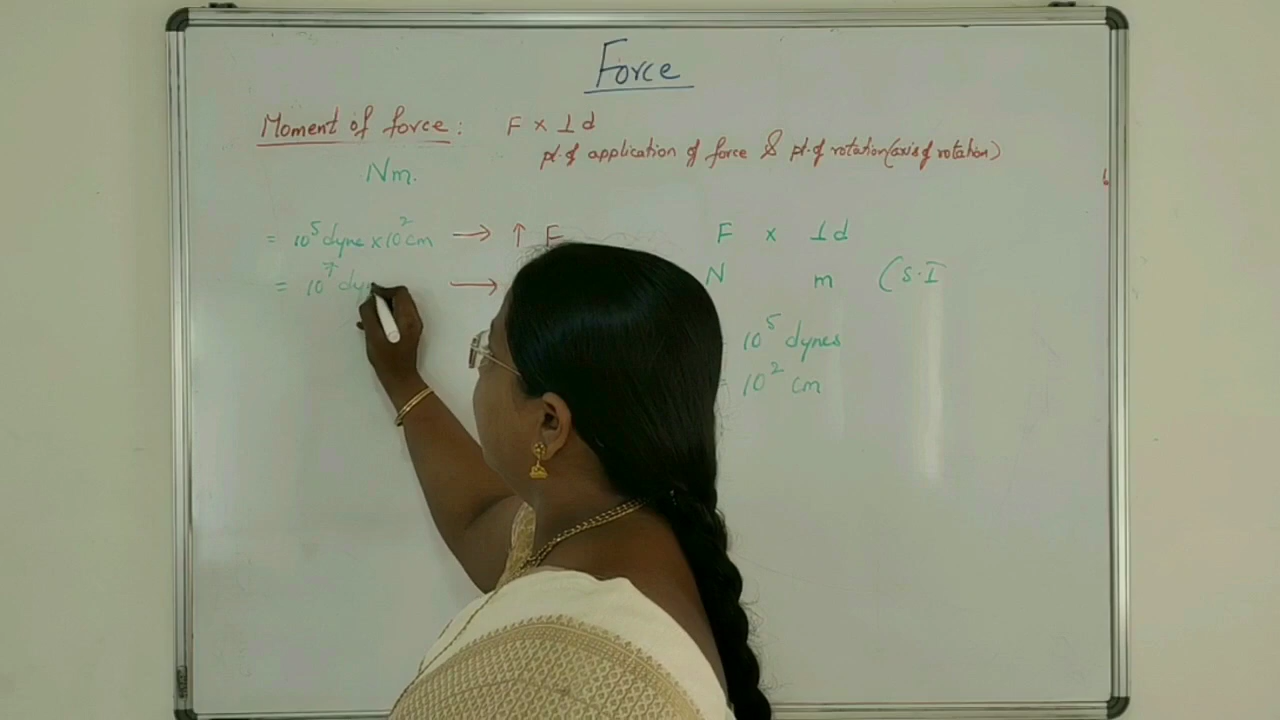 Force
Moment of force : F x ⊥ d
pt. of application of force & pt. of rotation (axis of rotation)
Nm.
= 10⁵ dyne x 10² cm → ↑ F
= 10⁷ dyn →
F x ⊥ d
N m (S.I
10⁵ dynes
= 10² cm